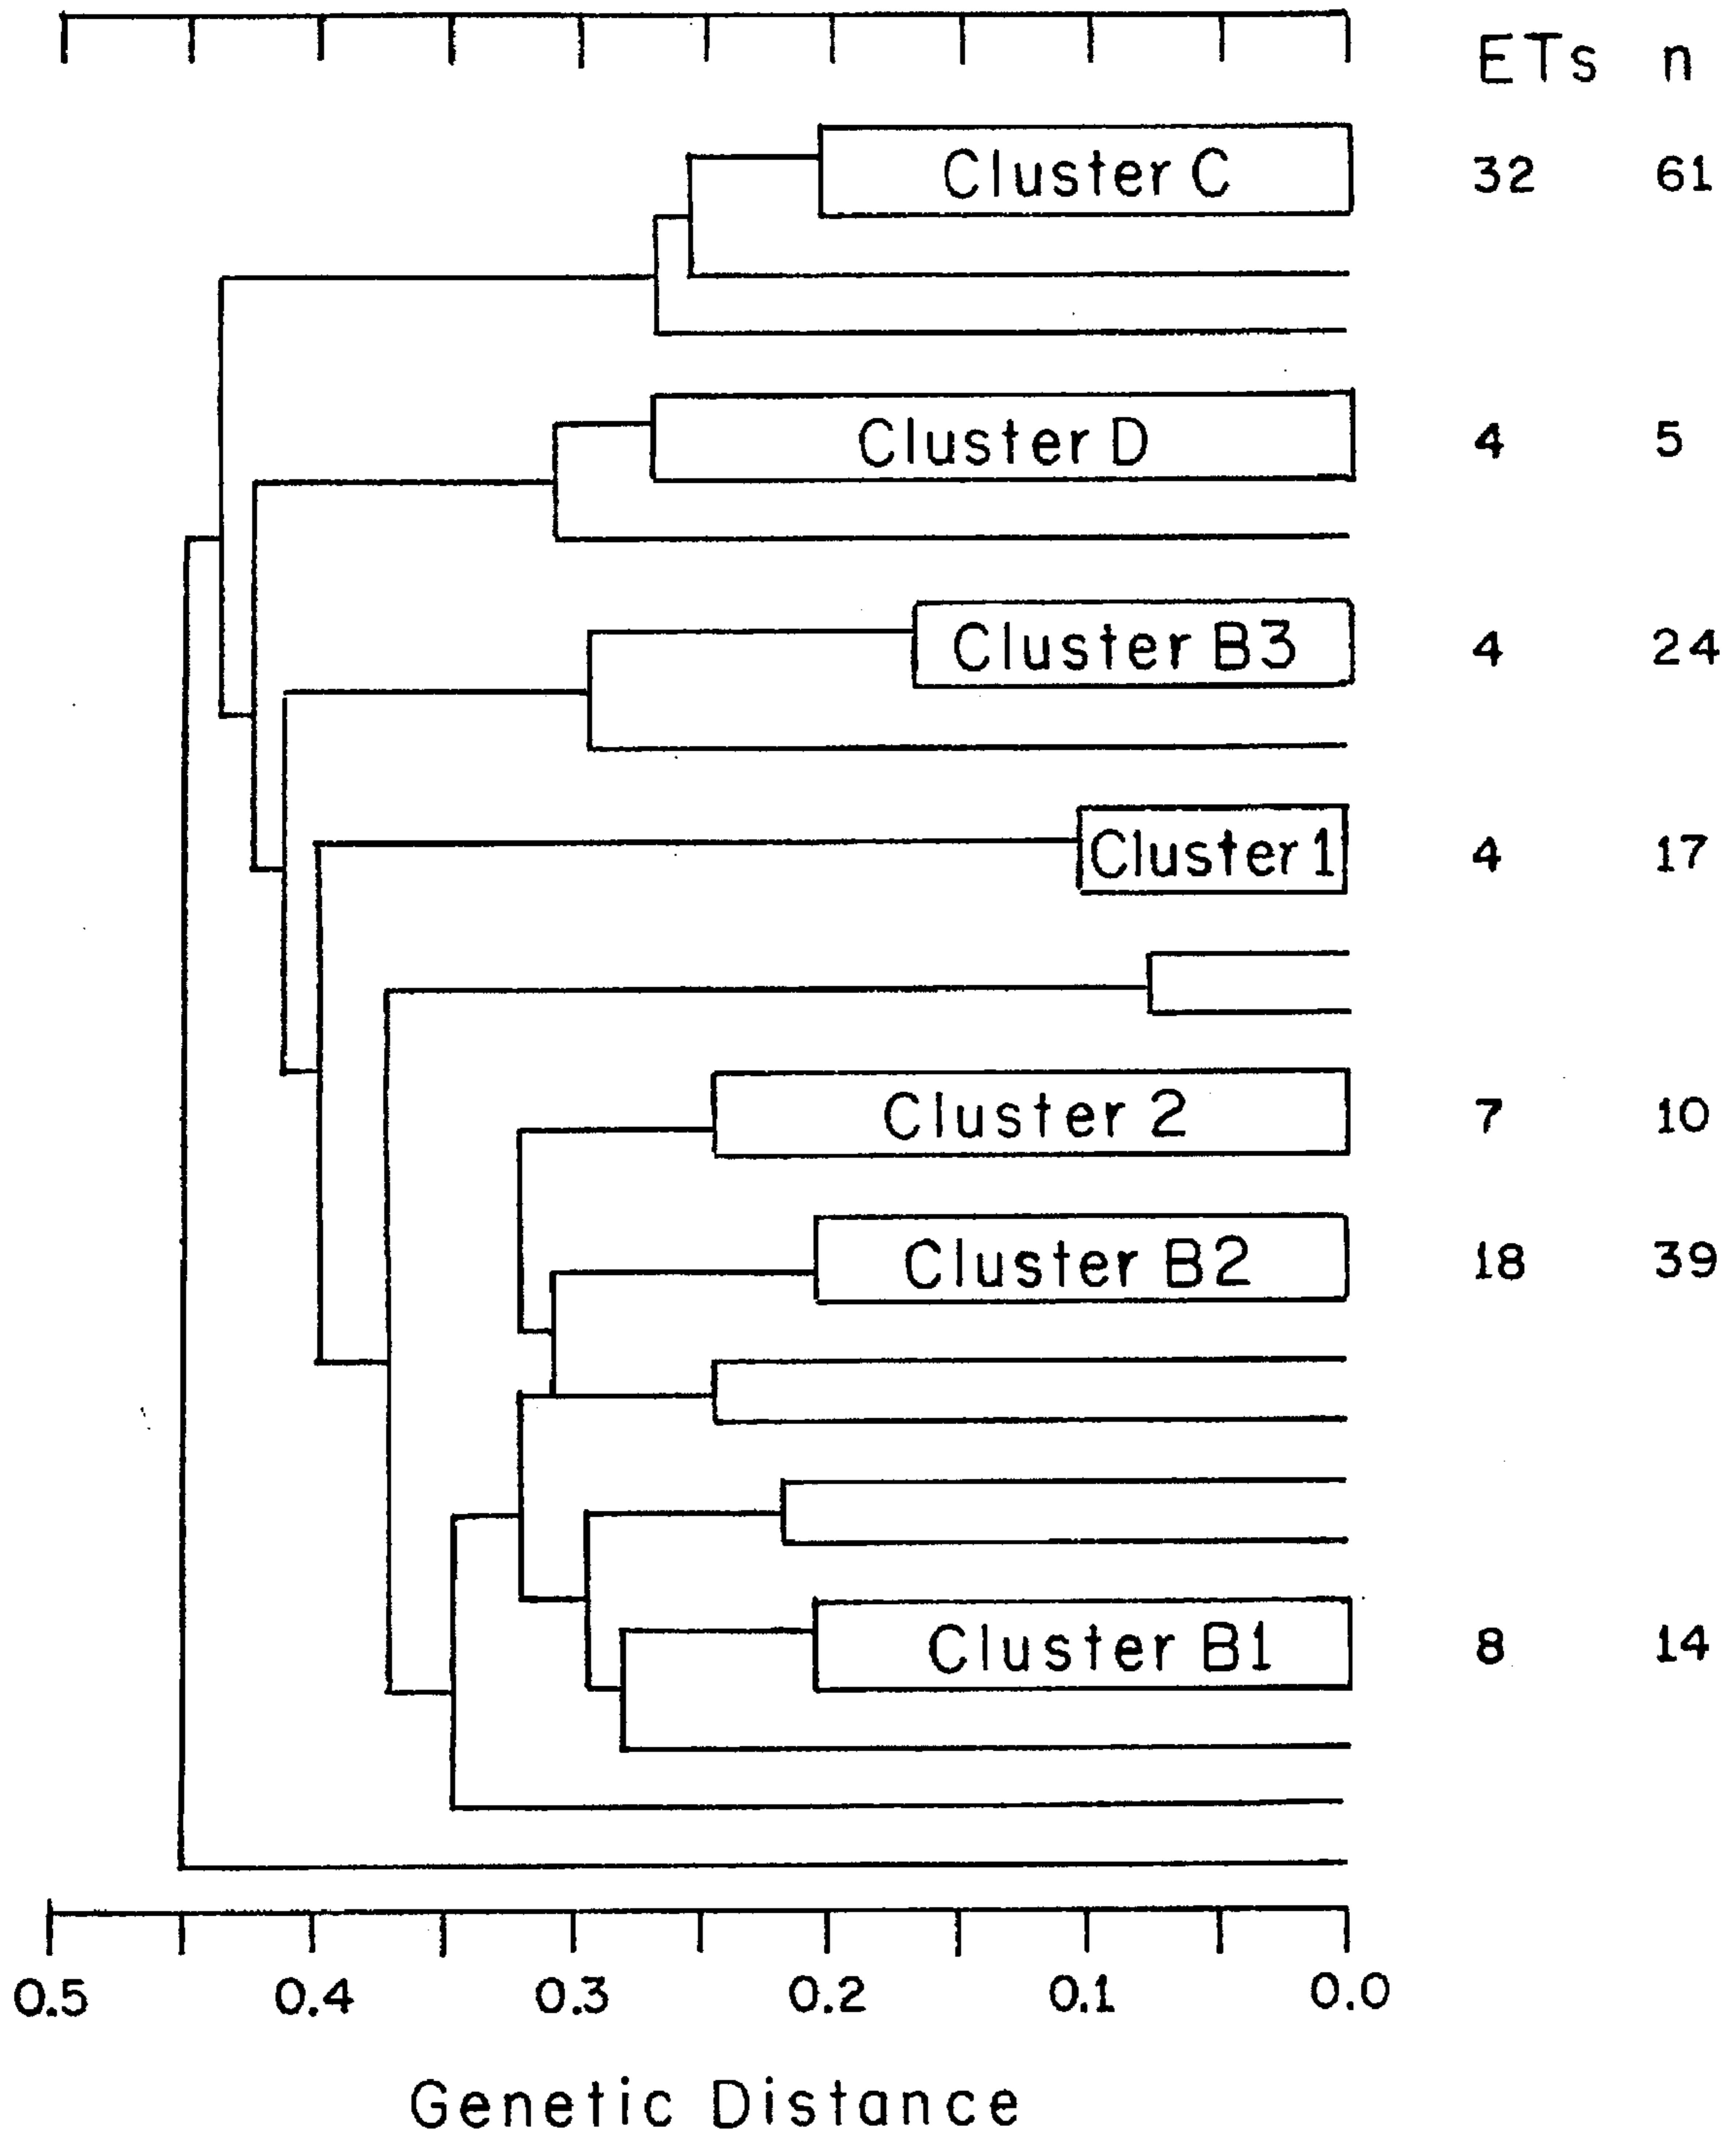 ETs n
Cluster C 32 61
Cluster D 4 5
Cluster B3 4 24
Cluster 1 4 17
Cluster 2 7 10
Cluster B2 18 39
Cluster B1 8 14
0.5 0.4 0.3 0.2 0.1 0.0
Genetic Distance